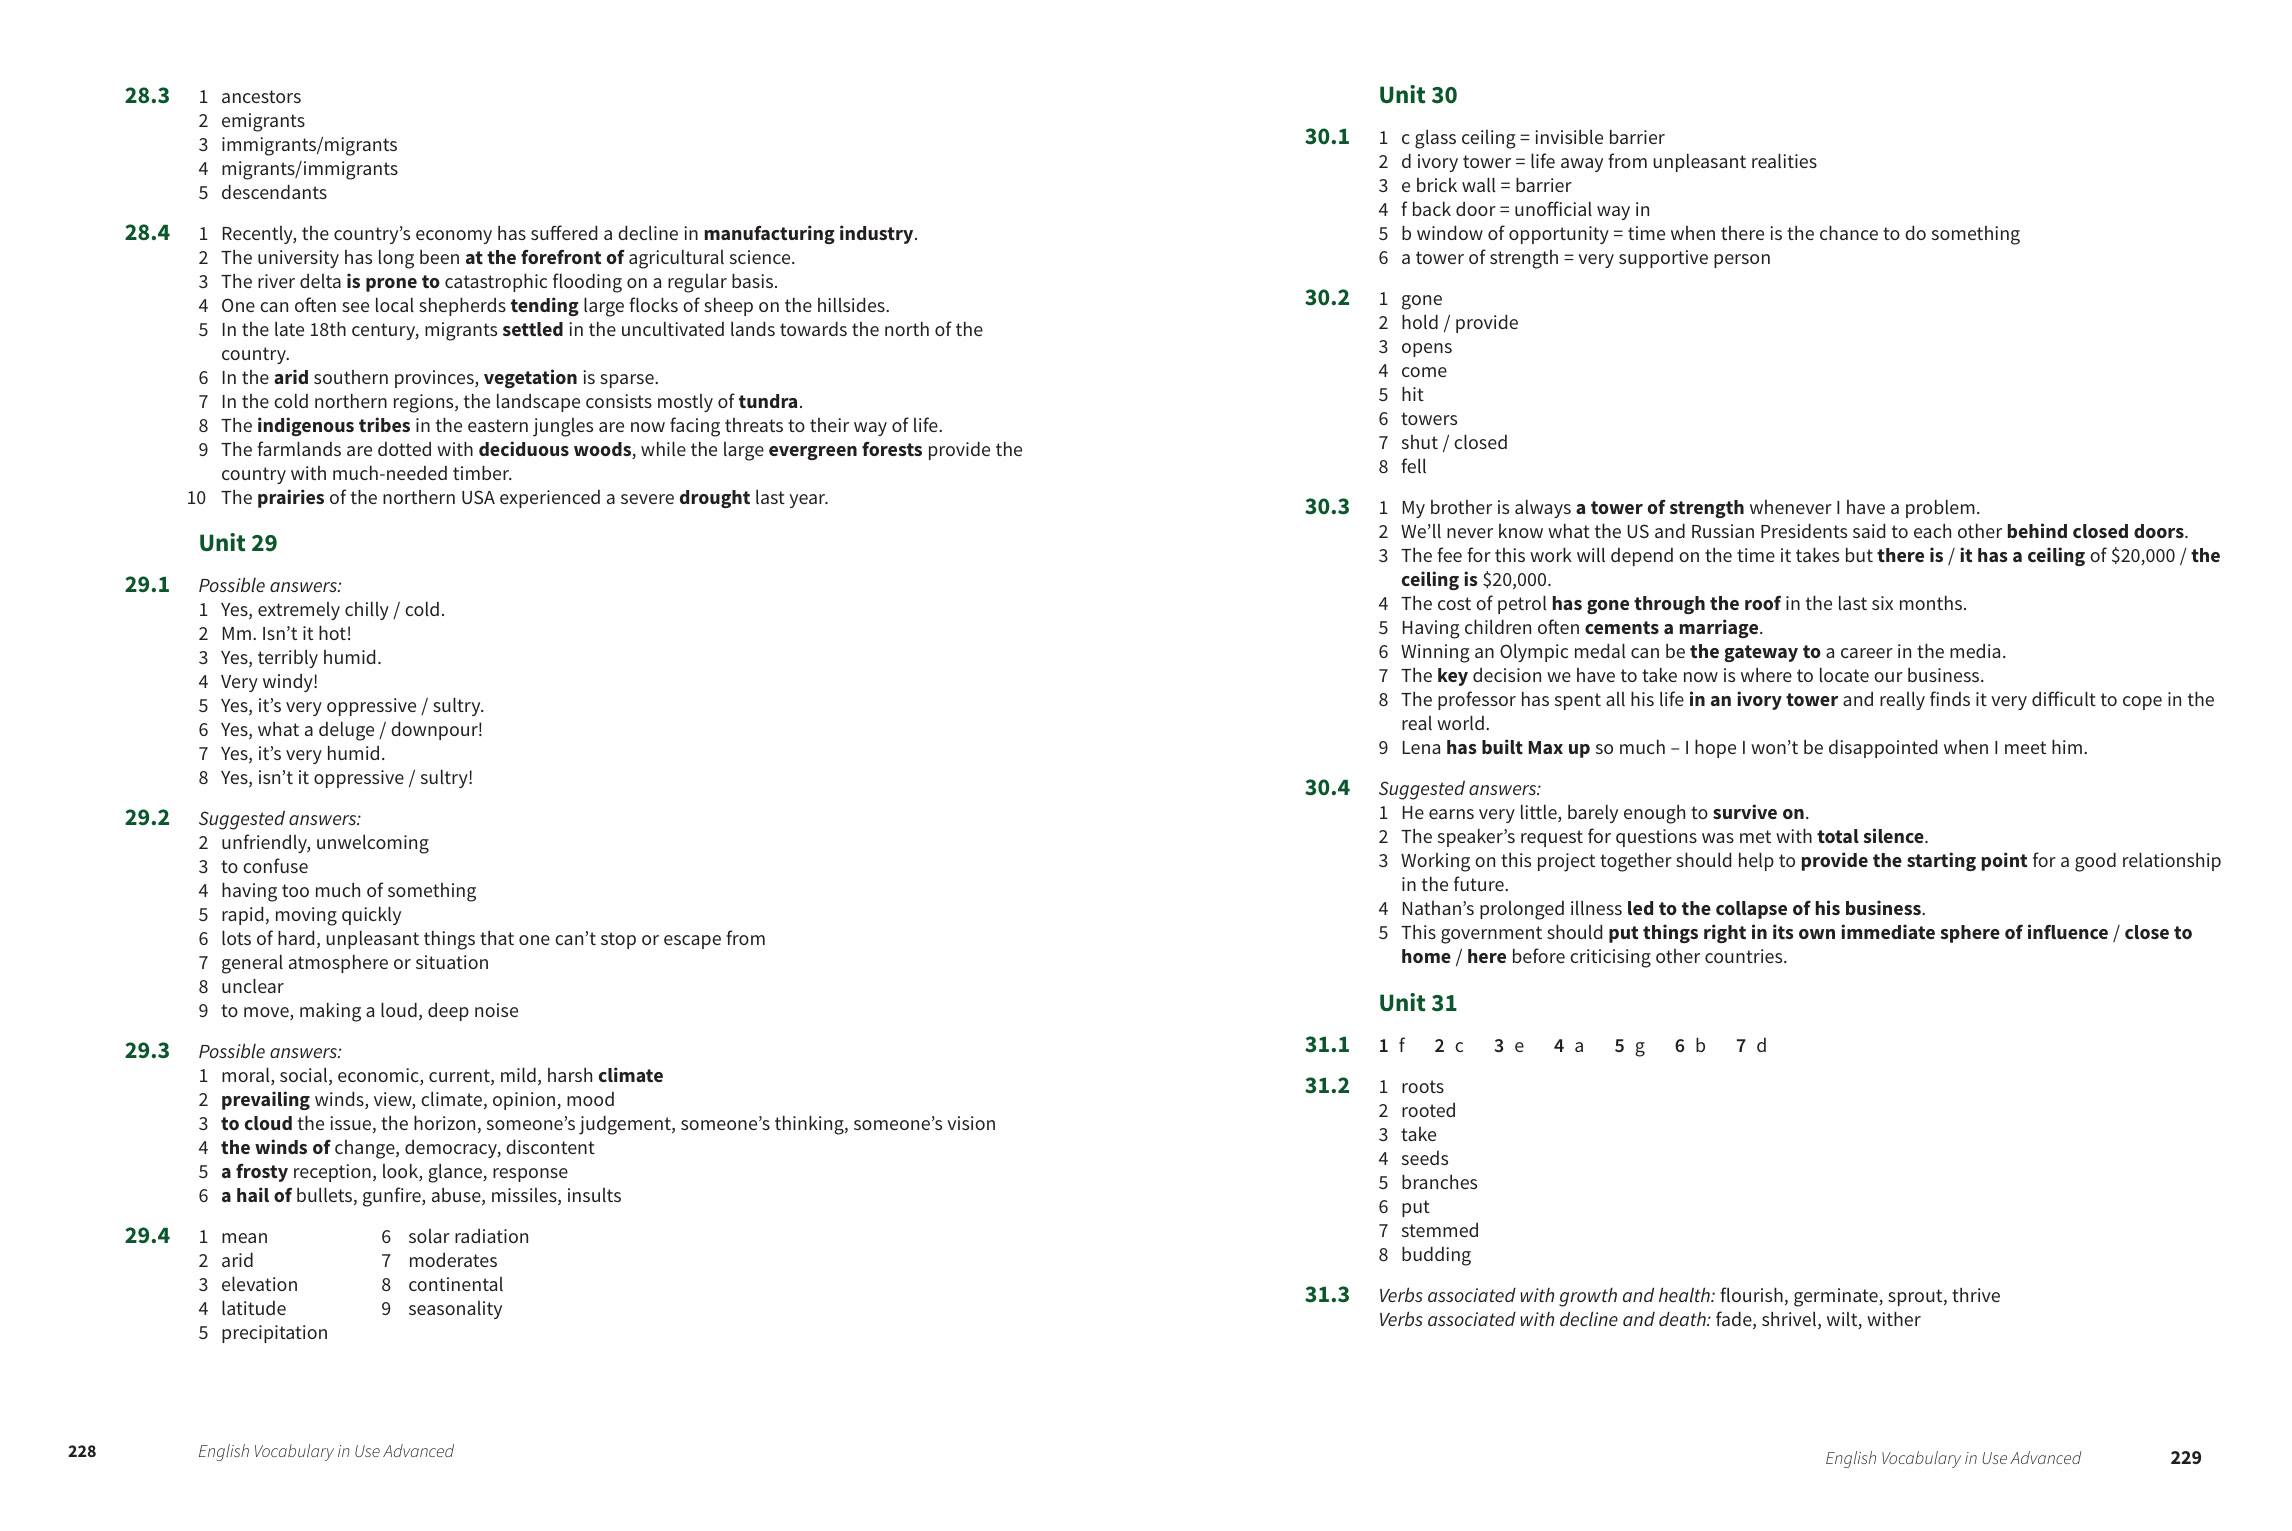 28.3 1 ancestors
2 emigrants
3 immigrants/migrants
4 migrants/immigrants
5 descendants
28.4 1 Recently, the country’s economy has suffered a decline in manufacturing industry.
2 The university has long been at the forefront of agricultural science.
3 The river delta is prone to catastrophic flooding on a regular basis.
4 One can often see local shepherds tending large flocks of sheep on the hillsides.
5 In the late 18th century, migrants settled in the uncultivated lands towards the north of the
country.
6 In the arid southern provinces, vegetation is sparse.
7 In the cold northern regions, the landscape consists mostly of tundra.
8 The indigenous tribes in the eastern jungles are now facing threats to their way of life.
9 The farmlands are dotted with deciduous woods, while the large evergreen forests provide the
country with much-needed timber.
10 The prairies of the northern USA experienced a severe drought last year.
Unit 29
29.1 Possible answers:
1 Yes, extremely chilly / cold.
2 Mm. Isn’t it hot!
3 Yes, terribly humid.
4 Very windy!
5 Yes, it’s very oppressive / sultry.
6 Yes, what a deluge / downpour!
7 Yes, it’s very humid.
8 Yes, isn’t it oppressive / sultry!
29.2 Suggested answers:
2 unfriendly, unwelcoming
3 to confuse
4 having too much of something
5 rapid, moving quickly
6 lots of hard, unpleasant things that one can’t stop or escape from
7 general atmosphere or situation
8 unclear
9 to move, making a loud, deep noise
29.3 Possible answers:
1 moral, social, economic, current, mild, harsh climate
2 prevailing winds, view, climate, opinion, mood
3 to cloud the issue, the horizon, someone’s judgement, someone’s thinking, someone’s vision
4 the winds of change, democracy, discontent
5 a frosty reception, look, glance, response
6 a hail of bullets, gunfire, abuse, missiles, insults
29.4 1 mean 6 solar radiation
2 arid 7 moderates
3 elevation 8 continental
4 latitude 9 seasonality
5 precipitation
228 English Vocabulary in Use Advanced
Unit 30
30.1 1 c glass ceiling = invisible barrier
2 d ivory tower = life away from unpleasant realities
3 e brick wall = barrier
4 f back door = unofficial way in
5 b window of opportunity = time when there is the chance to do something
6 a tower of strength = very supportive person
30.2 1 gone
2 hold / provide
3 opens
4 come
5 hit
6 towers
7 shut / closed
8 fell
30.3 1 My brother is always a tower of strength whenever I have a problem.
2 We’ll never know what the US and Russian Presidents said to each other behind closed doors.
3 The fee for this work will depend on the time it takes but there is / it has a ceiling of $20,000 / the
ceiling is $20,000.
4 The cost of petrol has gone through the roof in the last six months.
5 Having children often cements a marriage.
6 Winning an Olympic medal can be the gateway to a career in the media.
7 The key decision we have to take now is where to locate our business.
8 The professor has spent all his life in an ivory tower and really finds it very difficult to cope in the
real world.
9 Lena has built Max up so much – I hope I won’t be disappointed when I meet him.
30.4 Suggested answers:
1 He earns very little, barely enough to survive on.
2 The speaker’s request for questions was met with total silence.
3 Working on this project together should help to provide the starting point for a good relationship
in the future.
4 Nathan’s prolonged illness led to the collapse of his business.
5 This government should put things right in its own immediate sphere of influence / close to
home / here before criticising other countries.
Unit 31
31.1 1 f 2 c 3 e 4 a 5 g 6 b 7 d
31.2 1 roots
2 rooted
3 take
4 seeds
5 branches
6 put
7 stemmed
8 budding
31.3 Verbs associated with growth and health: flourish, germinate, sprout, thrive
Verbs associated with decline and death: fade, shrivel, wilt, wither
English Vocabulary in Use Advanced 229